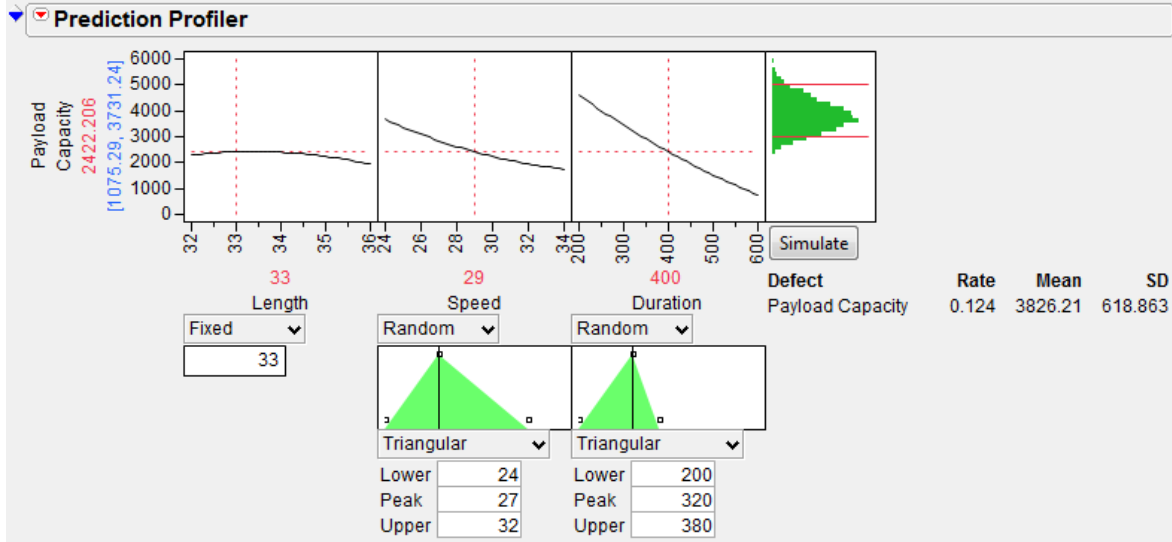 Prediction Profiler
Payload
Capacity
2422.206
[1075.29, 3731.24]
6000
5000
4000
3000
2000
1000
0
32 33 34 35 36 24 26 28 30 32 34 200 300 400 500 600
Simulate
33 29 400
Length Speed Duration
Defect Rate Mean SD
Payload Capacity 0.124 3826.21 618.863
Fixed Random Random
33
Triangular Triangular
Lower 24 Lower 200
Peak 27 Peak 320
Upper 32 Upper 380